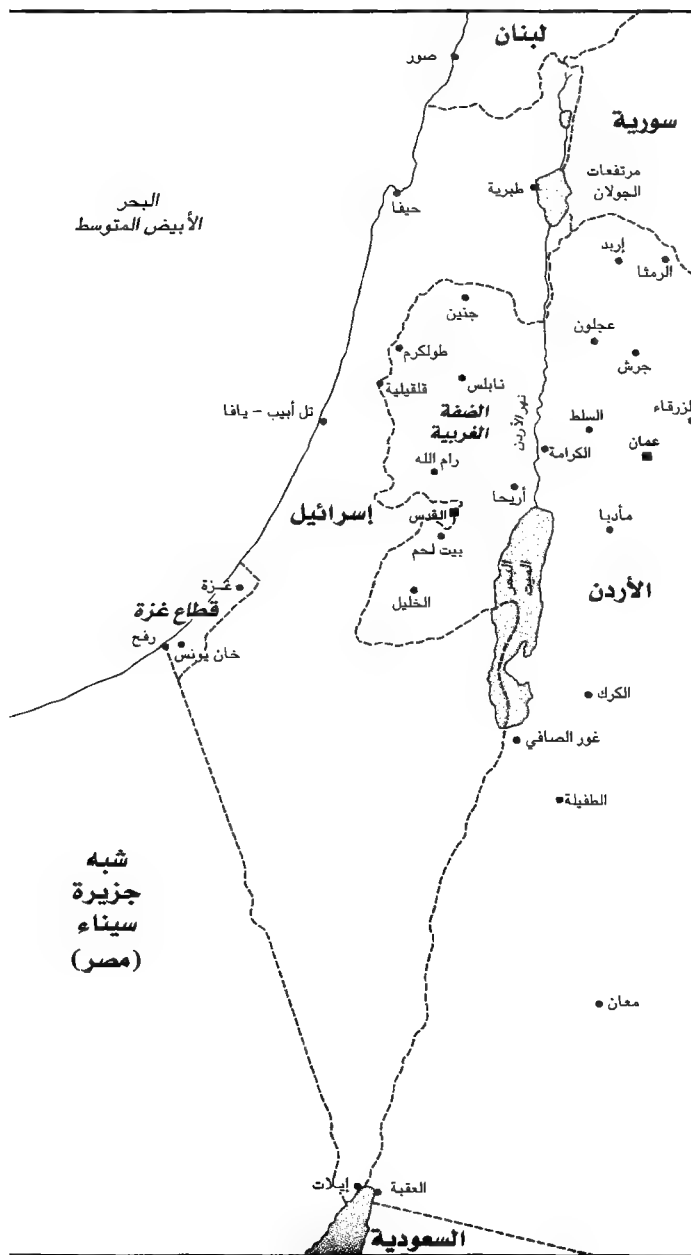 لبنان
صور
سورية
مرتفعات
الجولان
طبرية
حيفا
البحر
الأبيض المتوسط
إربد
الرمثا
جنين
عجلون
طولكرم
جرش
قلقيلية
نابلس
الضفة
الغربية
نهر الأردن
الزرقاء
السلط
تل أبيب - يافا
عمان
الكرامة
رام الله
أريحا
إسرائيل
القدس
مأدبا
بيت لحم
البحر
الميت
الأردن
غزة
الخليل
قطاع غزة
رفح
خان يونس
الكرك
غور الصافي
الطفيلة
شبه
جزيرة
سيناء
(مصر)
معان
إيلات
العقبة
السعودية